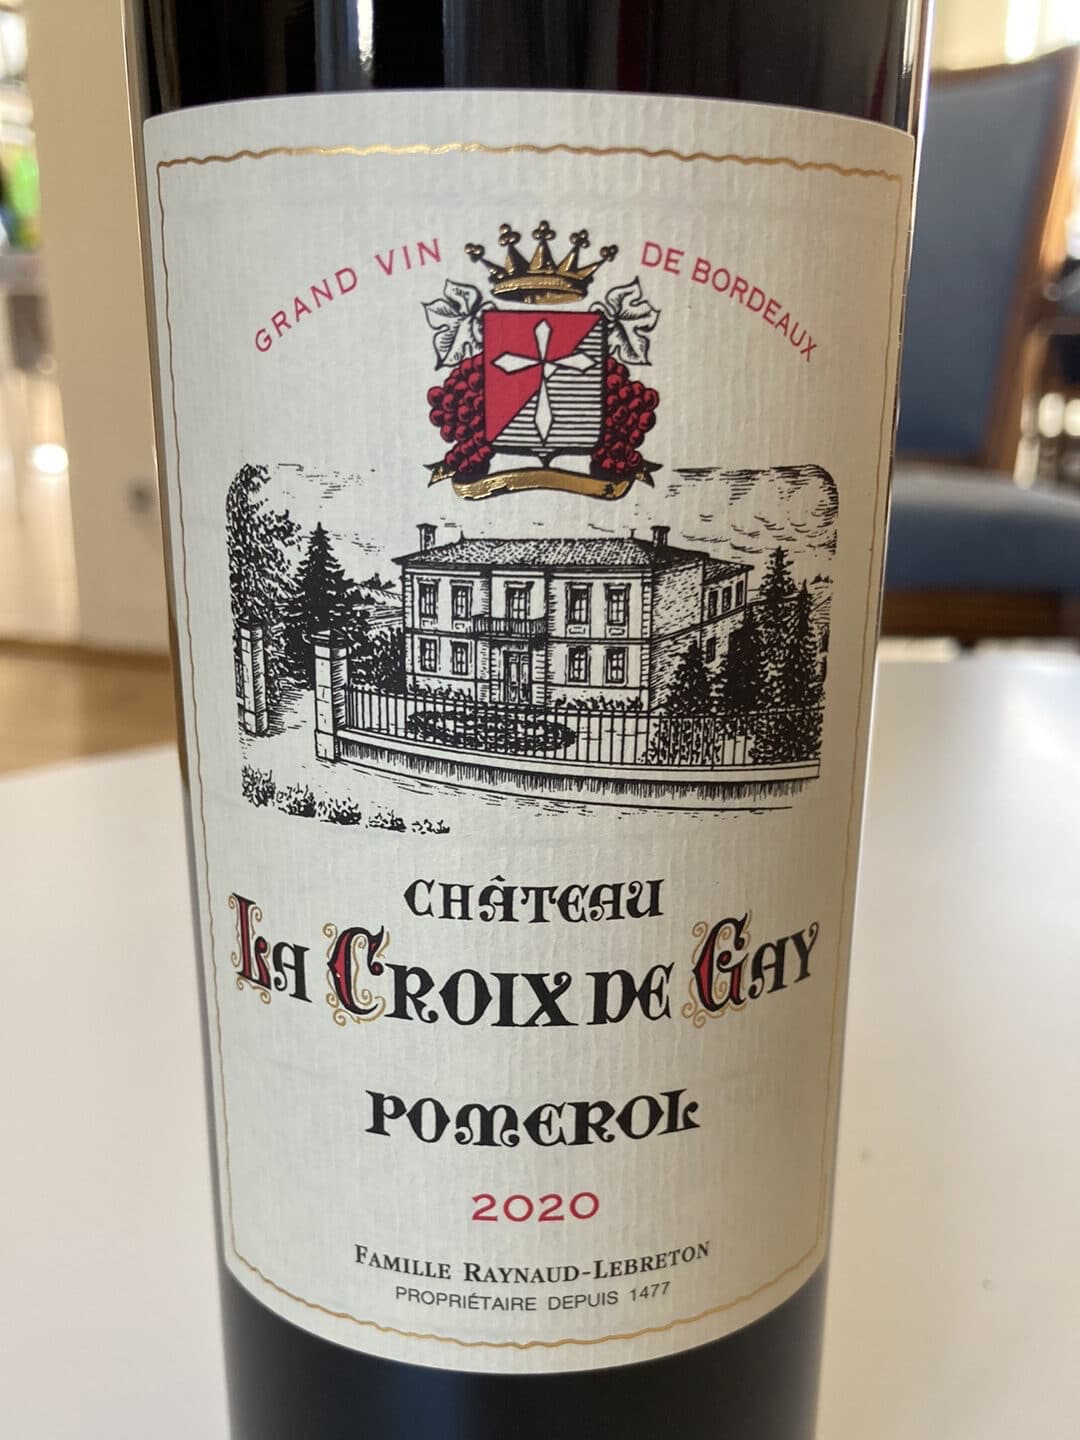 GRAND VIN DE BORDEAUX
CHÂTEAU
LA CROIX DE GAY
POMEROL
2020
FAMILLE RAYNAUD-LEBRETON
PROPRIÉTAIRE DEPUIS 1477